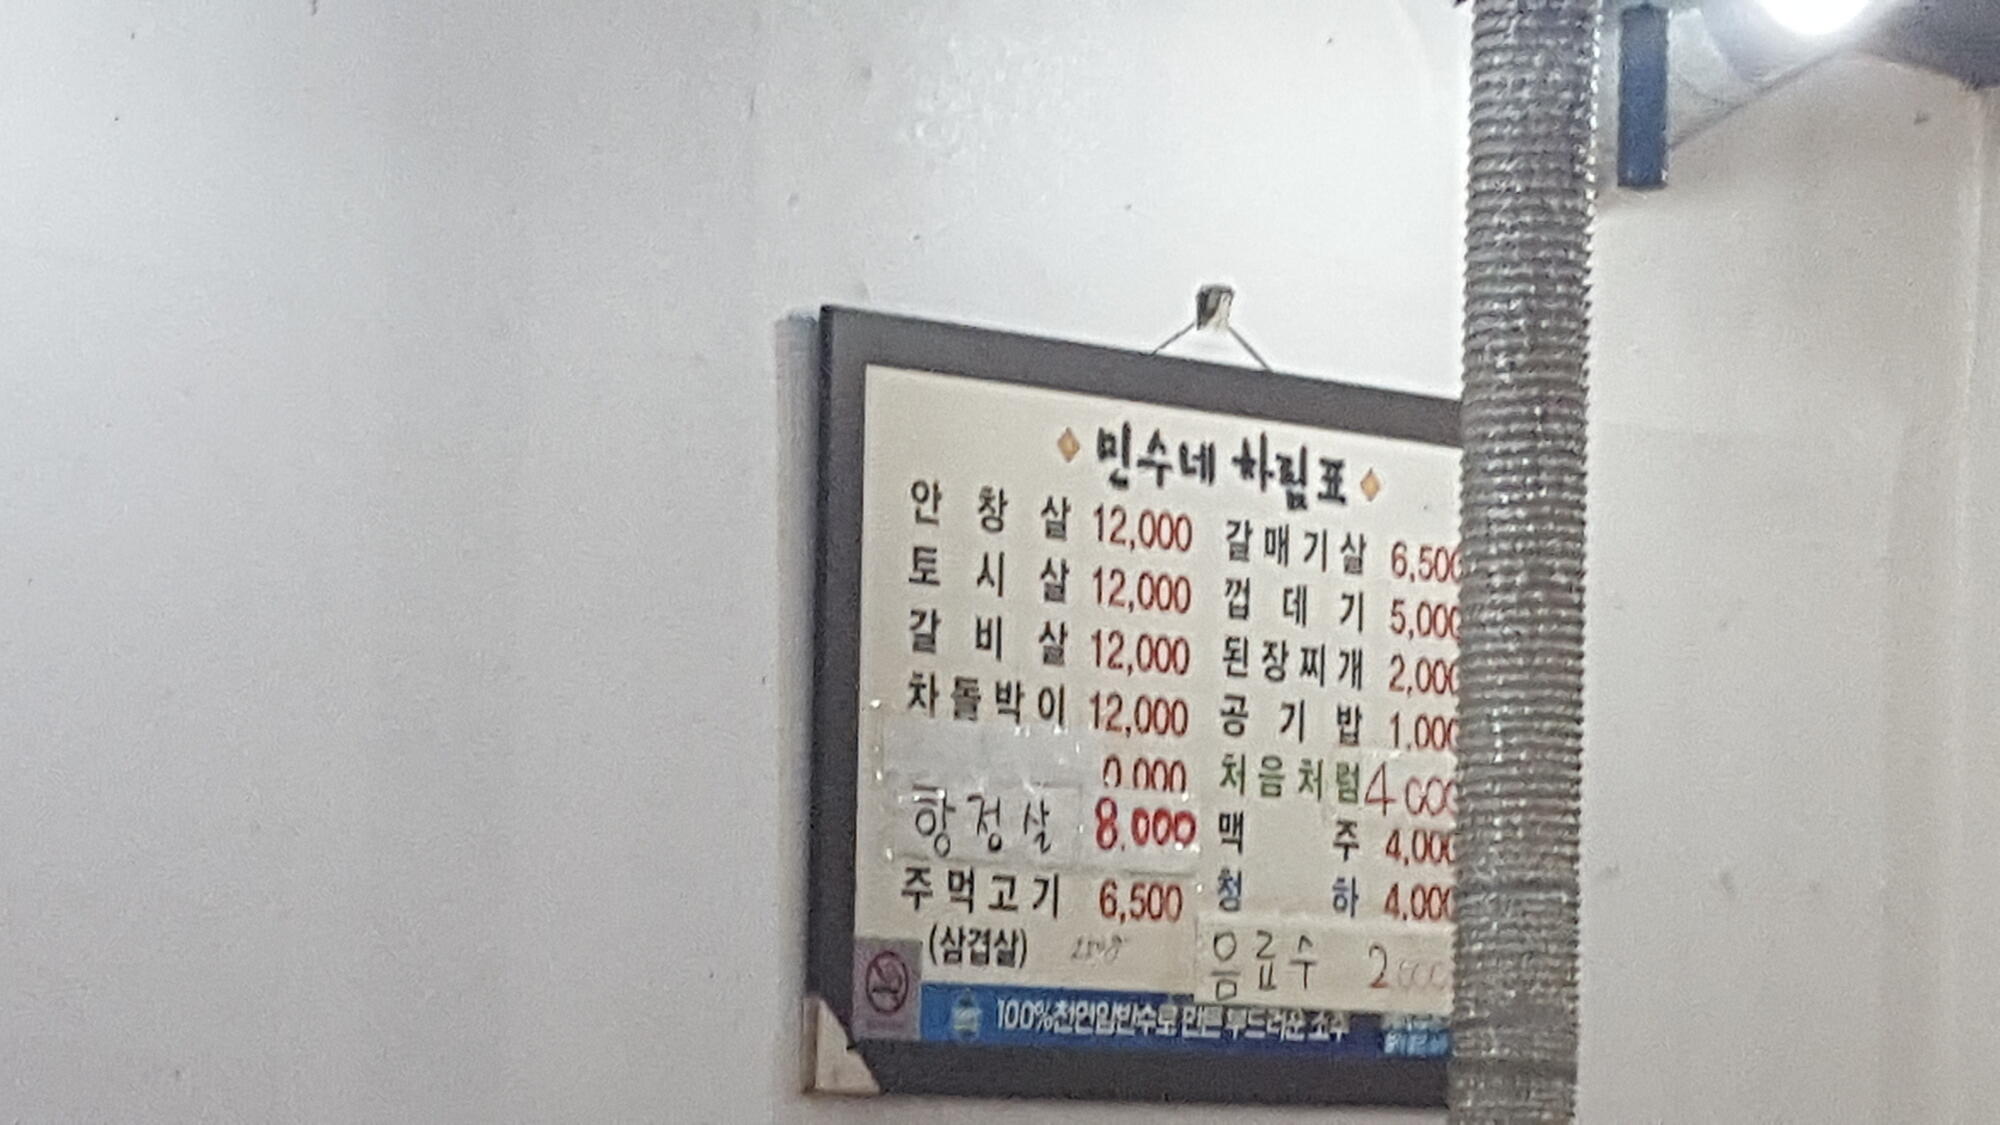 민수네 차림표
안창살 12,000
토시살 12,000
갈비살 12,000
차돌박이 12,000
0,000
항정살 8.000
주먹고기 6,500
(삼겹살)
갈매기살 6,500
껍데기 5,000
된장찌개 2,000
공기밥 1,000
처음처럼 4000
맥주 4,000
청하 4,000
음료수 2000
100%천연암반수로 만든 부드러운 소주